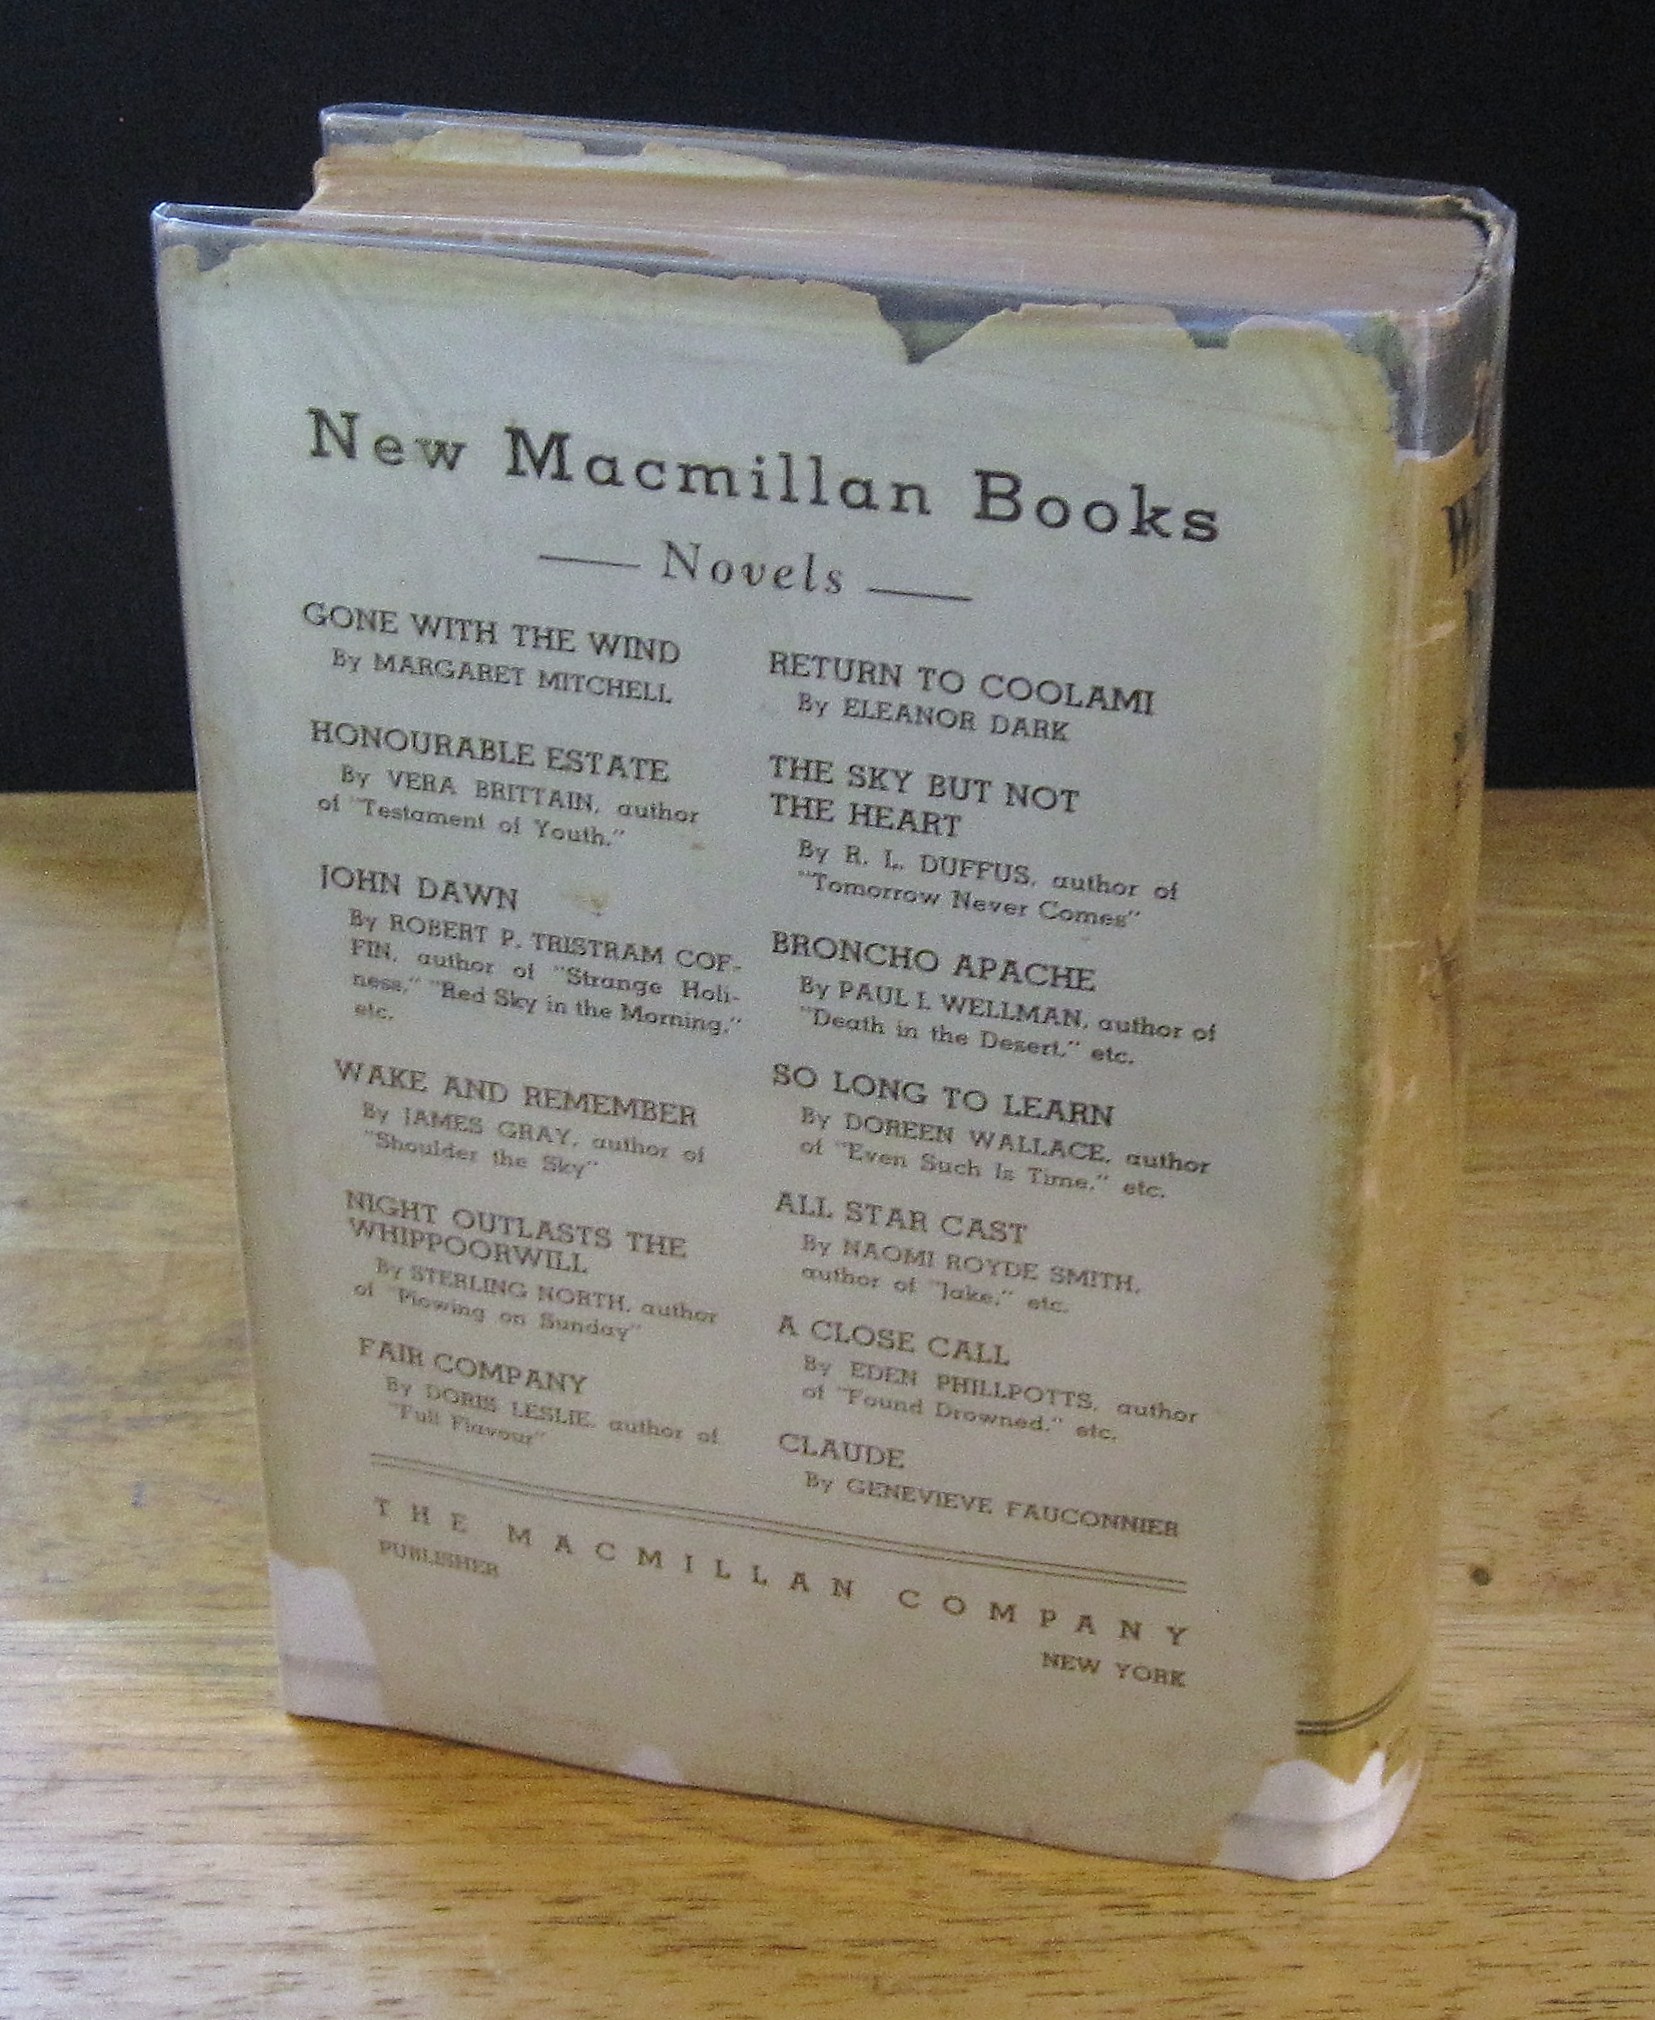 New Macmillan Books
Novels
GONE WITH THE WIND
By MARGARET MITCHELL
HONOURABLE ESTATE
By VERA BRITTAIN, author
of "Testament of Youth."
JOHN DAWN
By ROBERT P. TRISTRAM COF-
FIN, author of "Strange Holi-
ness," "Red Sky in the Morning,"
etc.
WAKE AND REMEMBER
By JAMES GRAY, author of
"Shoulder the Sky"
NIGHT OUTLASTS THE
WHIPPOORWILL
By STERLING NORTH, author
of "Plowing on Sunday"
FAIR COMPANY
By DORIS LESLIE, author of
"Full Flavour"
RETURN TO COOLAMI
By ELEANOR DARK
THE SKY BUT NOT
THE HEART
By R. L. DUFFUS, author of
"Tomorrow Never Comes"
BRONCHO APACHE
By PAUL I. WELLMAN, author of
"Death in the Desert," etc.
SO LONG TO LEARN
By DOREEN WALLACE, author
of "Even Such Is Time," etc.
ALL STAR CAST
By NAOMI ROYDE SMITH,
author of "Jake," etc.
A CLOSE CALL
By EDEN PHILLPOTTS, author
of "Found Drowned," etc.
CLAUDE
By GENEVIEVE FAUCONNIER
THE MACMILLAN COMPANY
PUBLISHER
NEW YORK